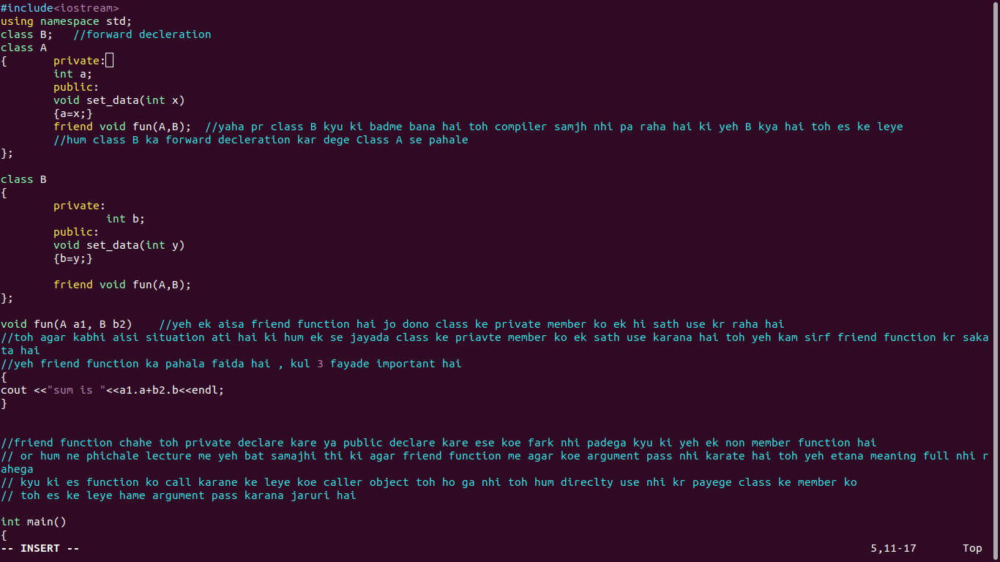 #include<iostream>
using namespace std;
class B;   //forward decleration
class A
{       private:
        int a;
        public:
        void set_data(int x)
        {a=x;}
        friend void fun(A,B);  //yaha pr class B kyu ki badme bana hai toh compiler samjh nhi pa raha hai ki yeh B kya hai toh es ke leye
        //hum class B ka forward decleration kar dege Class A se pahale
};

class B
{
        private:
                int b;
        public:
        void set_data(int y)
        {b=y;}

        friend void fun(A,B);
};

void fun(A a1, B b2)    //yeh ek aisa friend function hai jo dono class ke private member ko ek hi sath use kr raha hai
//toh agar kabhi aisi situation ati hai ki hum ek se jayada class ke priavte member ko ek sath use karana hai toh yeh kam sirf friend function kr saka
ta hai
//yeh friend function ka pahala faida hai , kul 3 fayade important hai
{
cout <<"sum is "<<a1.a+b2.b<<endl;
}


//friend function chahe toh private declare kare ya public declare kare ese koe fark nhi padega kyu ki yeh ek non member function hai
// or hum ne phichale lecture me yeh bat samajhi thi ki agar friend function me agar koe argument pass nhi karate hai toh yeh etana meaning full nhi r
ahega
// kyu ki es function ko call karane ke leye koe caller object toh ho ga nhi toh hum direclty use nhi kr payege class ke member ko
// toh es ke leye hame argument pass karana jaruri hai

int main()
{
-- INSERT --                                                                                                                        5,11-17       Top